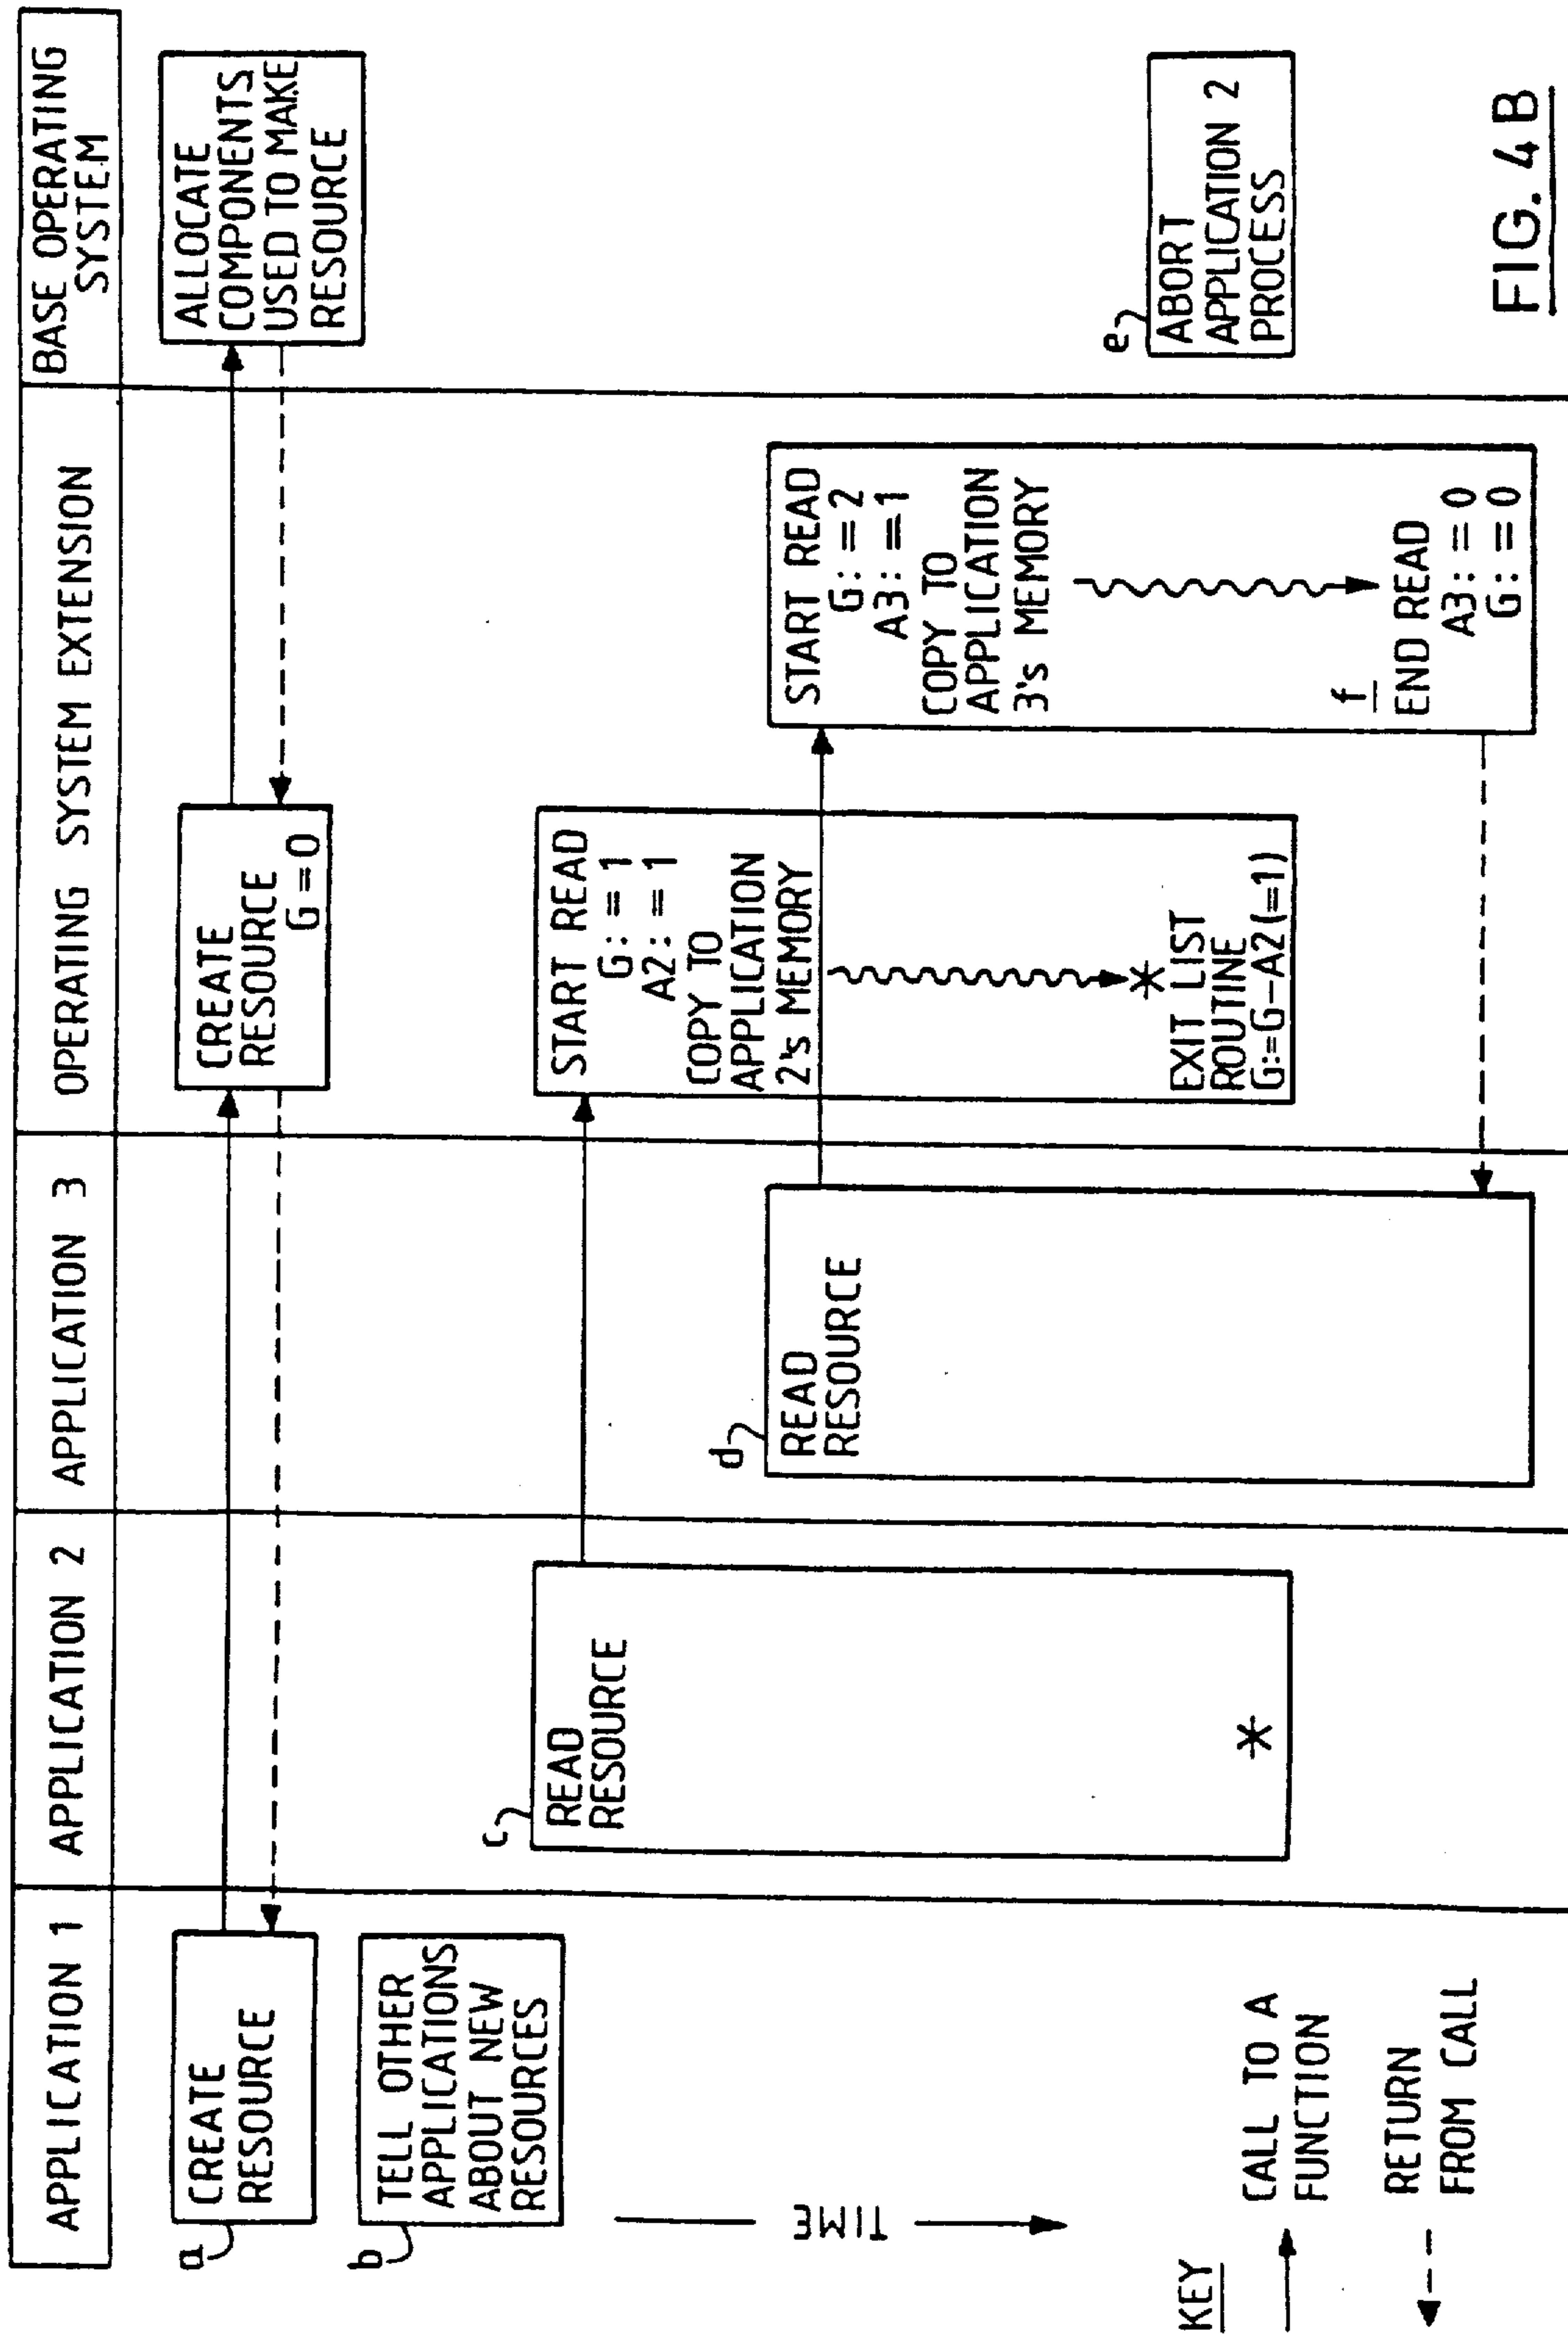 APPLICATION 1
APPLICATION 2
APPLICATION 3
OPERATING SYSTEM EXTENSION
BASE OPERATING
SYSTEM
a
CREATE
RESOURCE
CREATE
RESOURCE
G = 0
ALLOCATE
COMPONENTS
USED TO MAKE
RESOURCE
b
TELL OTHER
APPLICATIONS
ABOUT NEW
RESOURCES
c
READ
RESOURCE
*
START READ
G: = 1
A2: = 1
COPY TO
APPLICATION
2's MEMORY
*
EXIT LIST
ROUTINE
G:=G-A2(=1)
d
READ
RESOURCE
START READ
G: = 2
A3: =1
COPY TO
APPLICATION
3's MEMORY
f
END READ
A3: = 0
G: = 0
e
ABORT
APPLICATION 2
PROCESS
TIME
KEY
CALL TO A
FUNCTION
RETURN
FROM CALL
FIG. 4B